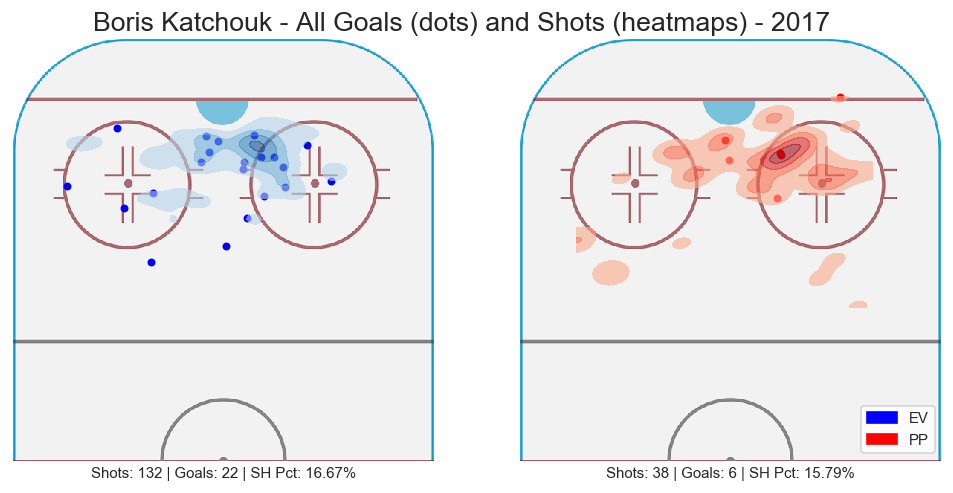 Boris Katchouk - All Goals (dots) and Shots (heatmaps) - 2017
EV
PP
Shots: 132 | Goals: 22 | SH Pct: 16.67%
Shots: 38 | Goals: 6 | SH Pct: 15.79%